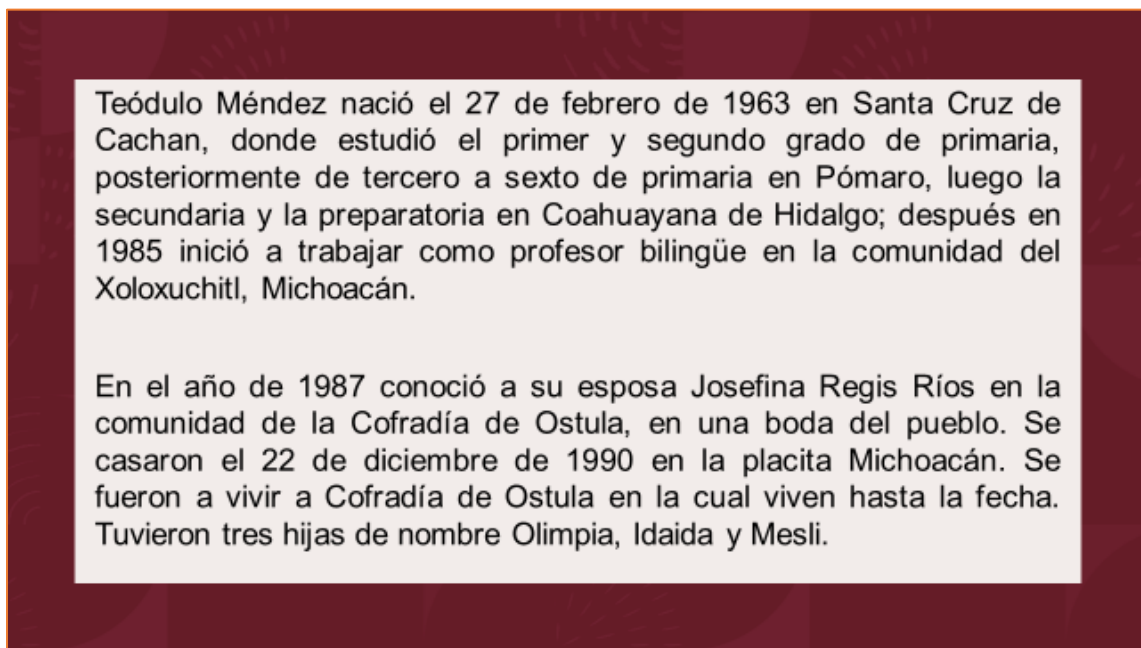 Teódulo Méndez nació el 27 de febrero de 1963 en Santa Cruz de
Cachan, donde estudió el primer y segundo grado de primaria,
posteriormente de tercero a sexto de primaria en Pómaro, luego la
secundaria y la preparatoria en Coahuayana de Hidalgo; después en
1985 inició a trabajar como profesor bilingüe en la comunidad del
Xoloxuchitl, Michoacán.
En el año de 1987 conoció a su esposa Josefina Regis Ríos en la
comunidad de la Cofradía de Ostula, en una boda del pueblo. Se
casaron el 22 de diciembre de 1990 en la placita Michoacán. Se
fueron a vivir a Cofradía de Ostula en la cual viven hasta la fecha.
Tuvieron tres hijas de nombre Olimpia, Idaida y Mesli.